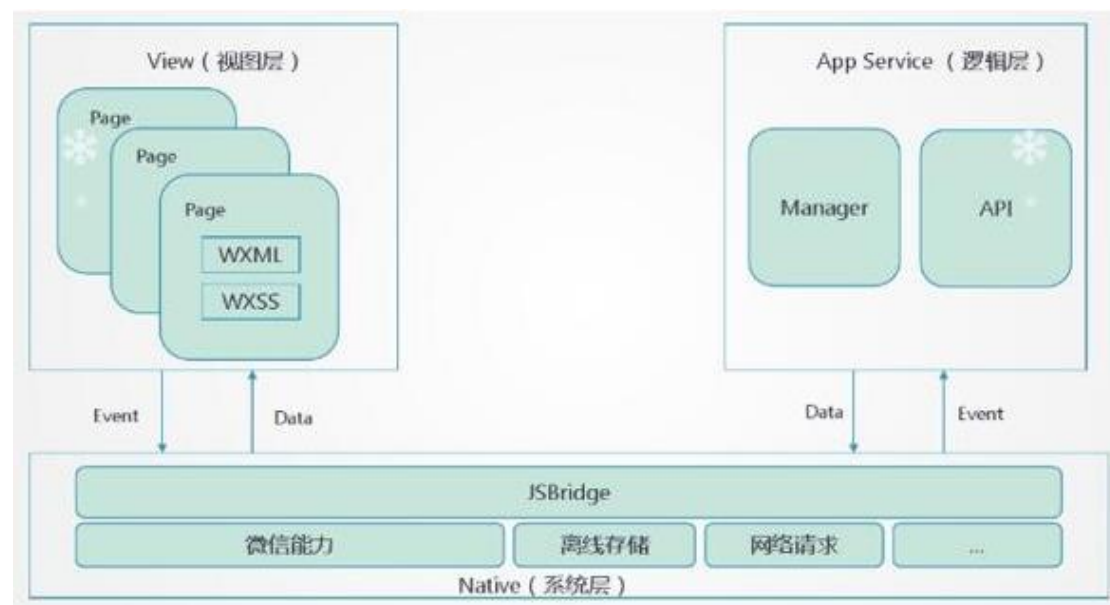 View（视图层）
Page
Page
Page
WXML
WXSS
App Service （逻辑层）
Manager
API
Event
Data
Data
Event
JSBridge
微信能力
离线存储
网络请求
...
Native（系统层）